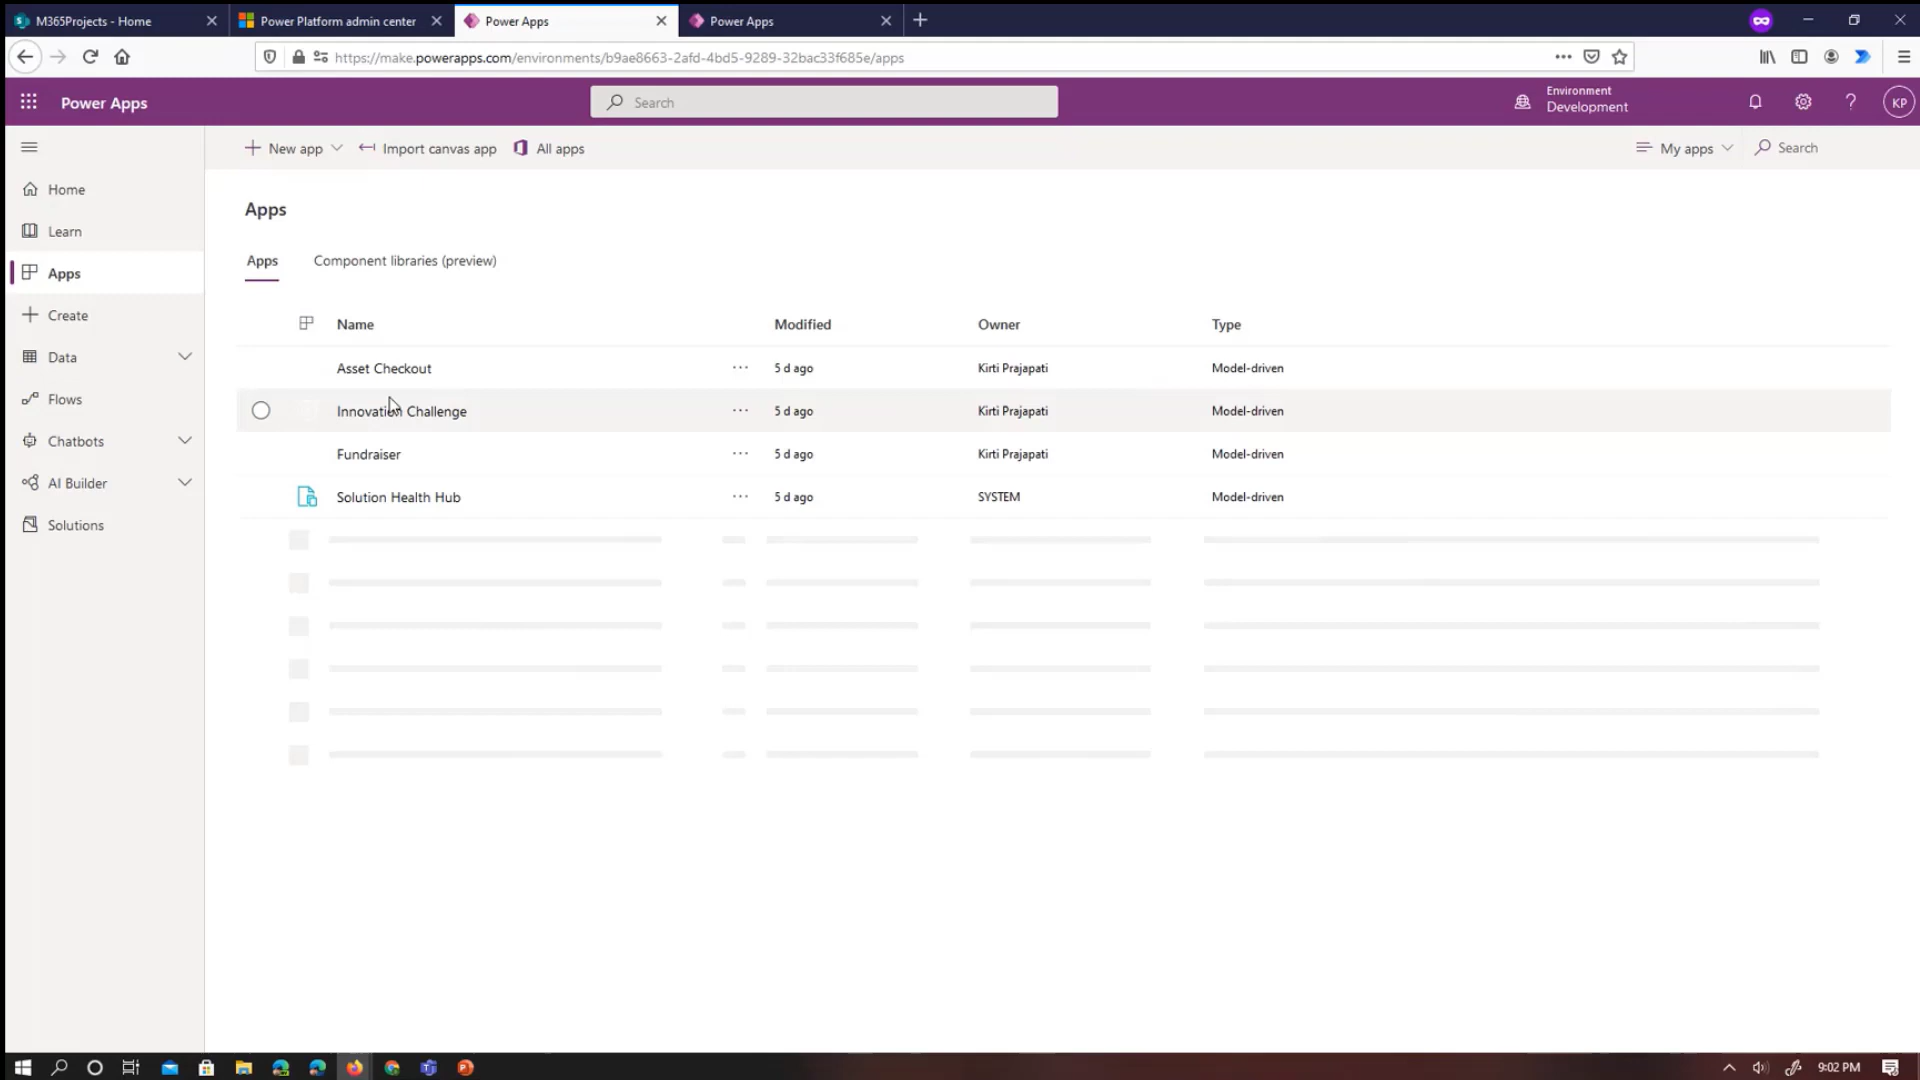 M365Projects - Home
Power Platform admin center
Power Apps
Power Apps
https://make.powerapps.com/environments/b9ae8663-2afd-4bd5-9289-32bac33f685e/apps
Power Apps
Search
Environment
Development
KP
New app
Import canvas app
All apps
My apps
Search
Home
Learn
Apps
Create
Data
Flows
Chatbots
AI Builder
Solutions
Apps
Apps Component libraries (preview)
Name Modified Owner Type
Asset Checkout ... 5 d ago Kirti Prajapati Model-driven
Innovation Challenge ... 5 d ago Kirti Prajapati Model-driven
Fundraiser ... 5 d ago Kirti Prajapati Model-driven
Solution Health Hub ... 5 d ago SYSTEM Model-driven
9:02 PM